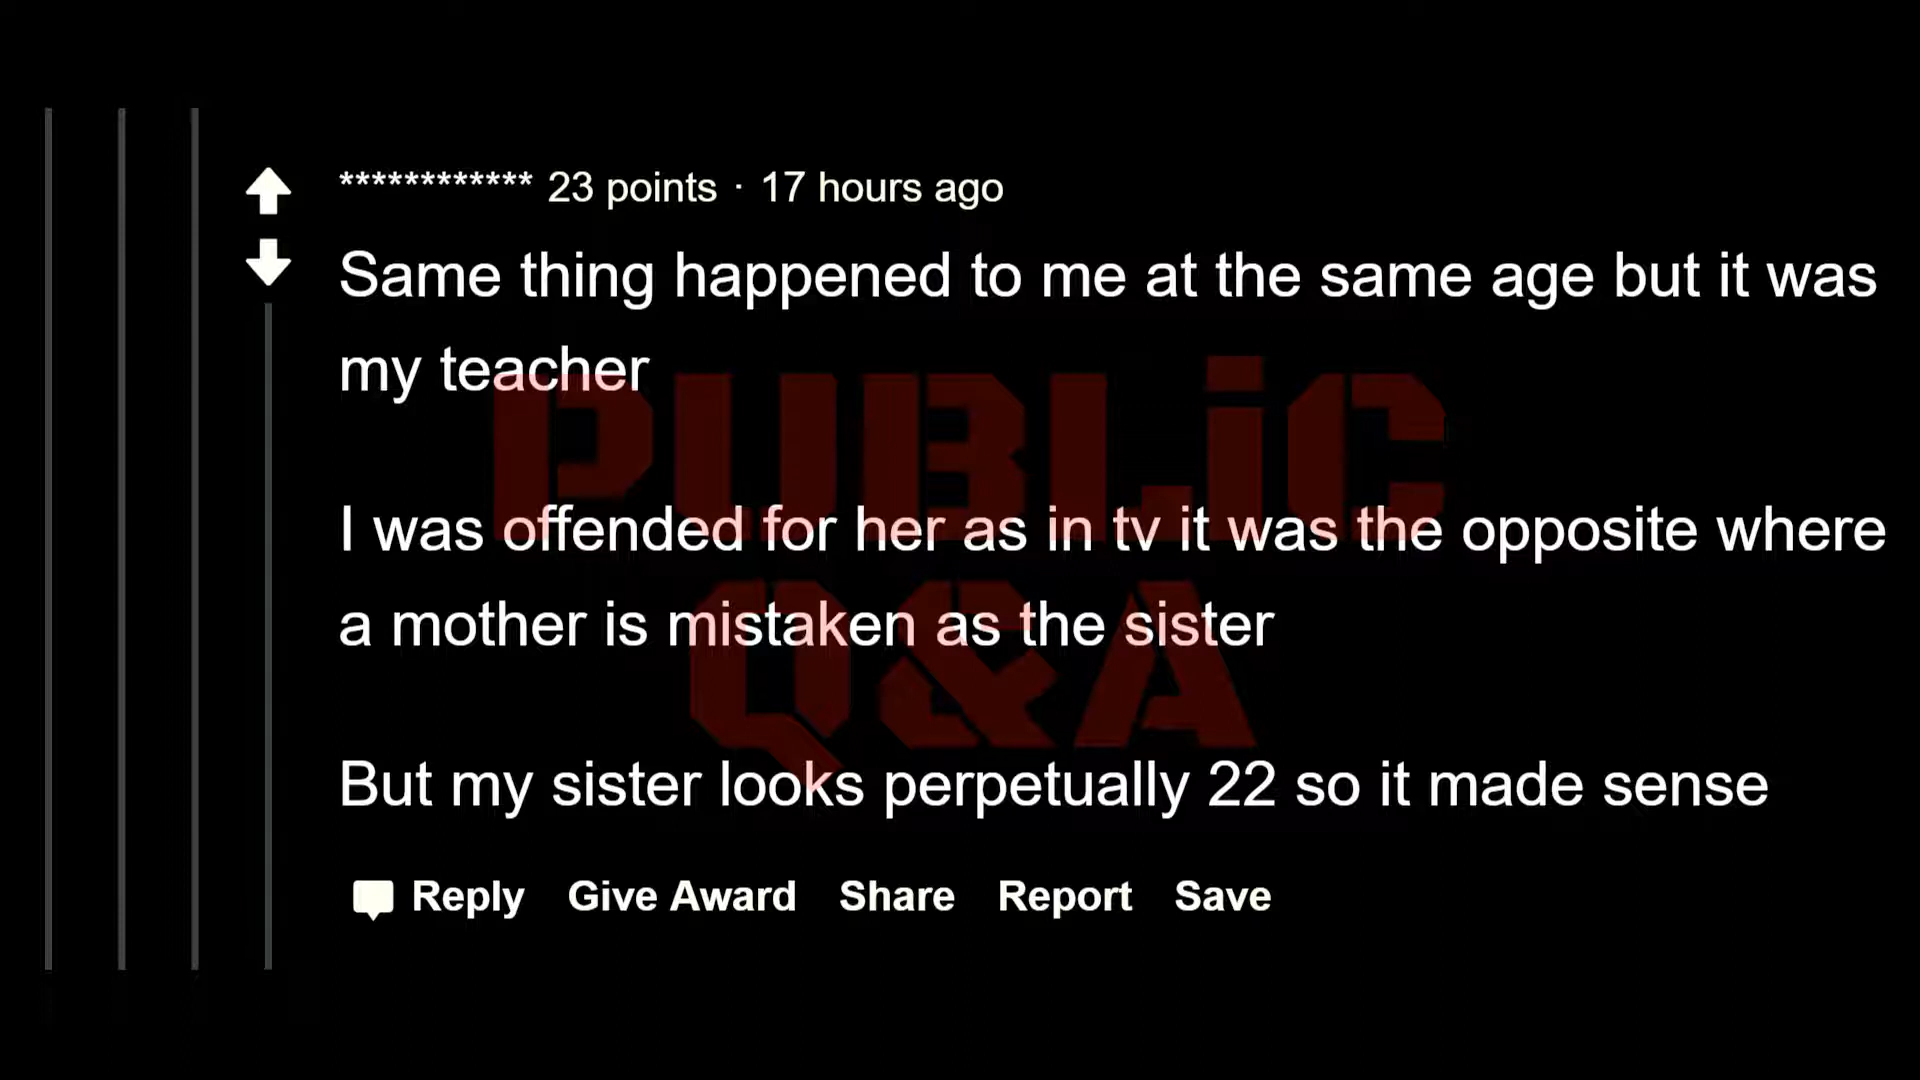 ************ 23 points · 17 hours ago
Same thing happened to me at the same age but it was
my teacher
PUBLiC
I was offended for her as in tv it was the opposite where
a mother is mistaken as the sister
Q&A
But my sister looks perpetually 22 so it made sense
Reply Give Award Share Report Save